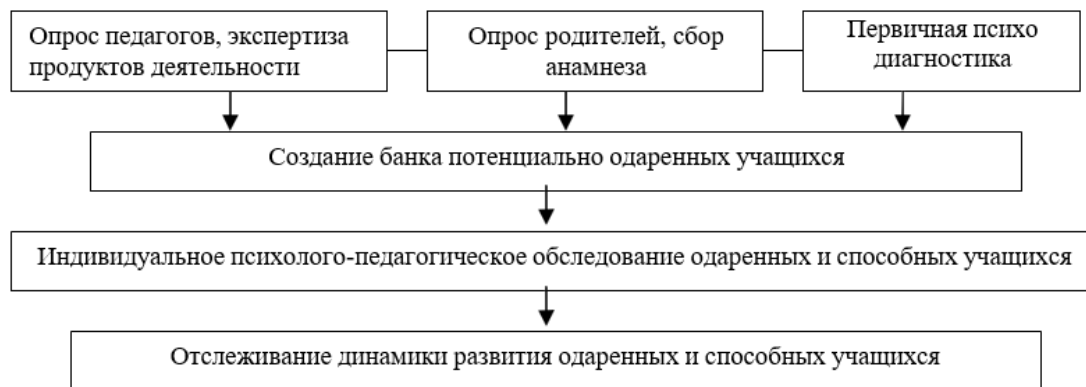 Опрос педагогов, экспертиза
продуктов деятельности
Опрос родителей, сбор
анамнеза
Первичная психо
диагностика
Создание банка потенциально одаренных учащихся
Индивидуальное психолого-педагогическое обследование одаренных и способных учащихся
Отслеживание динамики развития одаренных и способных учащихся